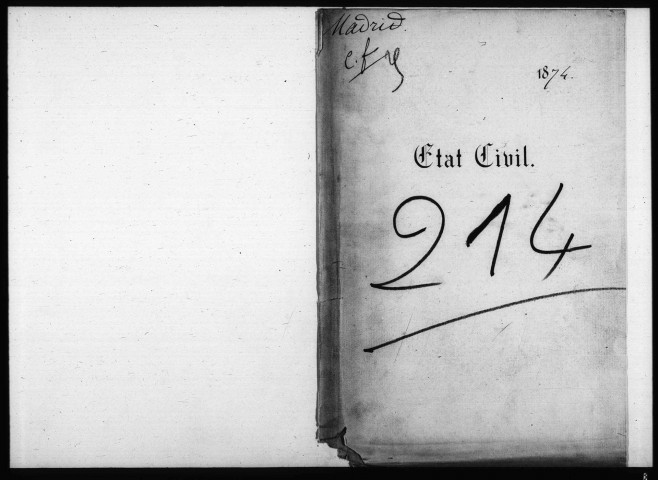 Madrid.
1874.
Etat Civil.
214